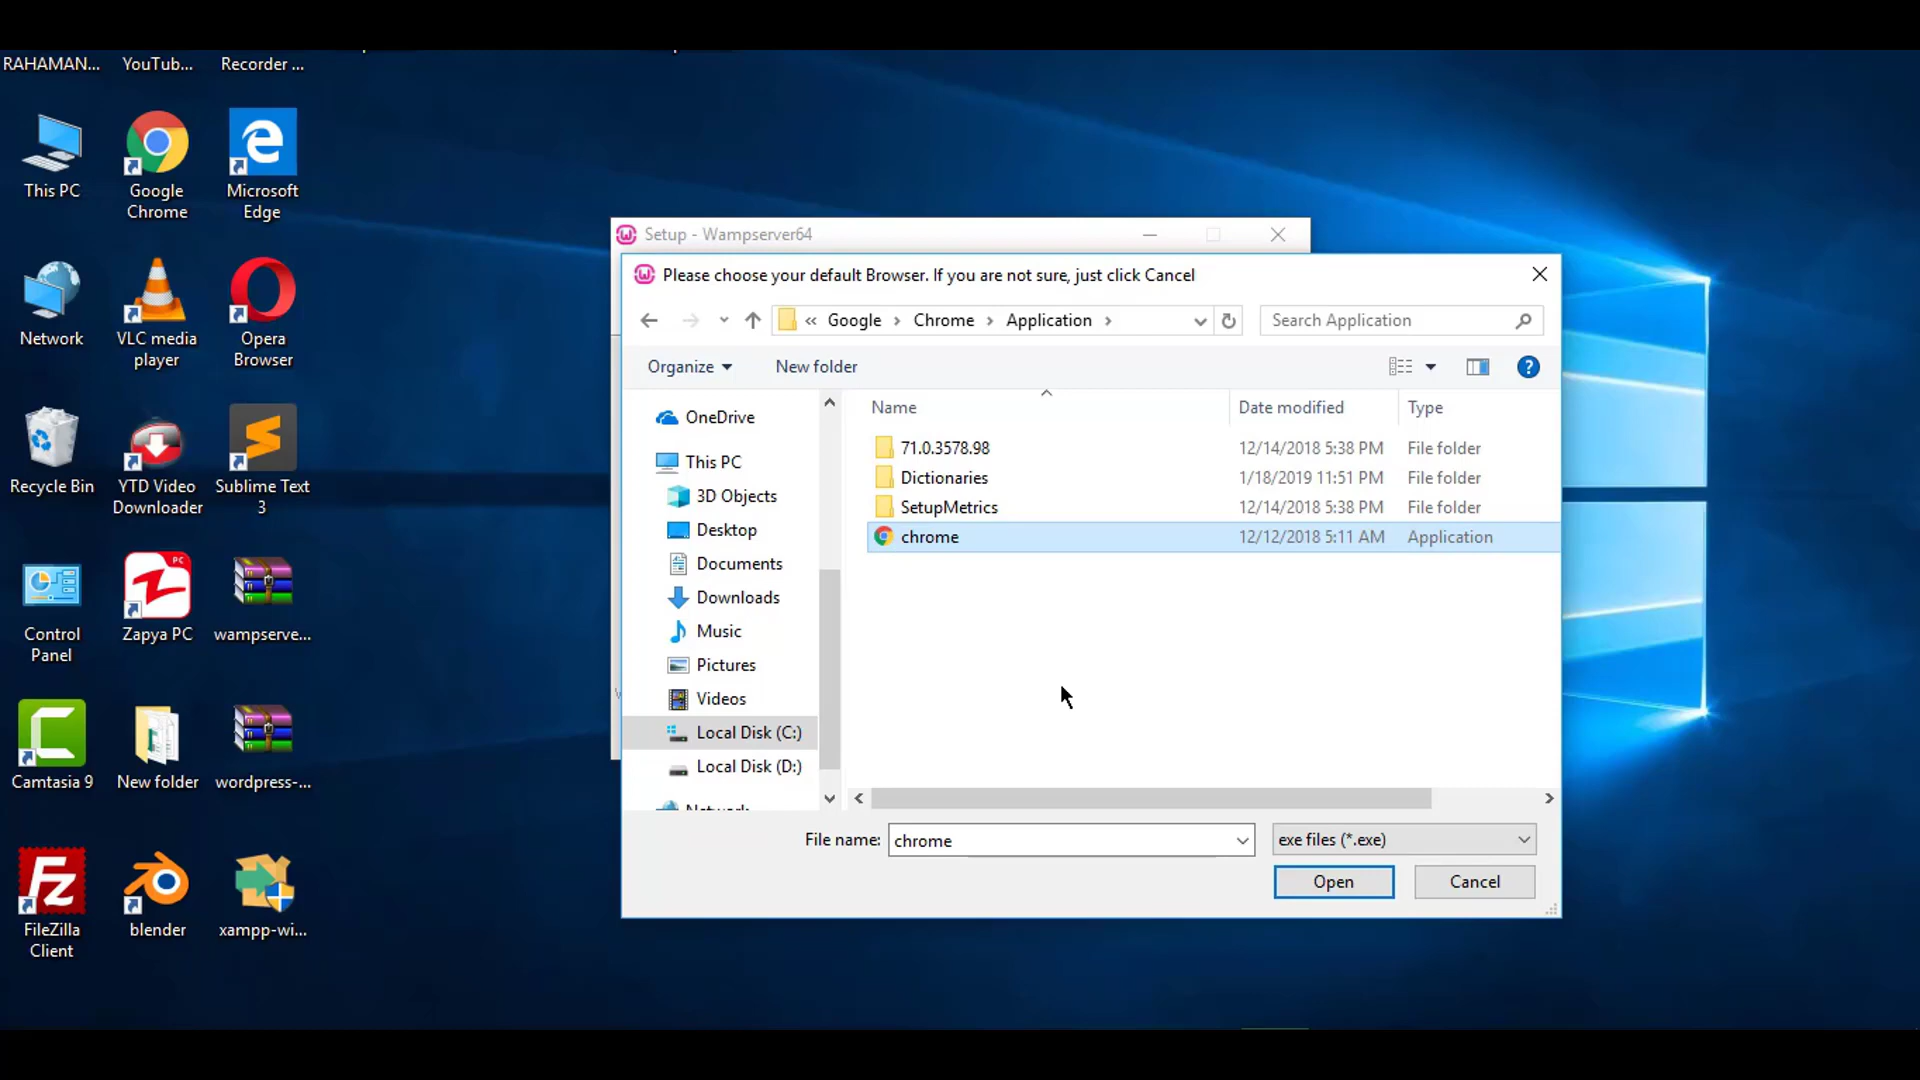 RAHAMAN...
YouTub...
Recorder ...
This PC
Google
Chrome
Microsoft
Edge
Network
VLC media
player
Opera
Browser
Recycle Bin
YTD Video
Downloader
Sublime Text
3
Control
Panel
Zapya PC
PC
wampserve...
Camtasia 9
New folder
wordpress-...
FileZilla
Client
blender
xampp-wi...
Setup - Wampserver64
Please choose your default Browser. If you are not sure, just click Cancel
« Google > Chrome > Application >
Search Application
Organize
New folder
OneDrive
This PC
3D Objects
Desktop
Documents
Downloads
Music
Pictures
Videos
Local Disk (C:)
Local Disk (D:)
Network
Name Date modified Type
71.0.3578.98 12/14/2018 5:38 PM File folder
Dictionaries 1/18/2019 11:51 PM File folder
SetupMetrics 12/14/2018 5:38 PM File folder
chrome 12/12/2018 5:11 AM Application
File name: chrome
exe files (*.exe)
Open
Cancel